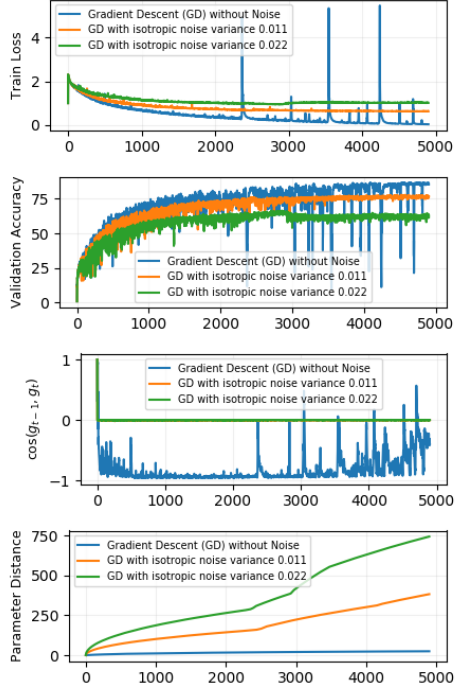 Train Loss
4
2
0
Gradient Descent (GD) without Noise
GD with isotropic noise variance 0.011
GD with isotropic noise variance 0.022
0 1000 2000 3000 4000 5000
Validation Accuracy
75
50
25
0
Gradient Descent (GD) without Noise
GD with isotropic noise variance 0.011
GD with isotropic noise variance 0.022
0 1000 2000 3000 4000 5000
cos(g_{t−1}, g_t)
1
0
−1
Gradient Descent (GD) without Noise
GD with isotropic noise variance 0.011
GD with isotropic noise variance 0.022
0 1000 2000 3000 4000 5000
Parameter Distance
750
500
250
0
Gradient Descent (GD) without Noise
GD with isotropic noise variance 0.011
GD with isotropic noise variance 0.022
0 1000 2000 3000 4000 5000